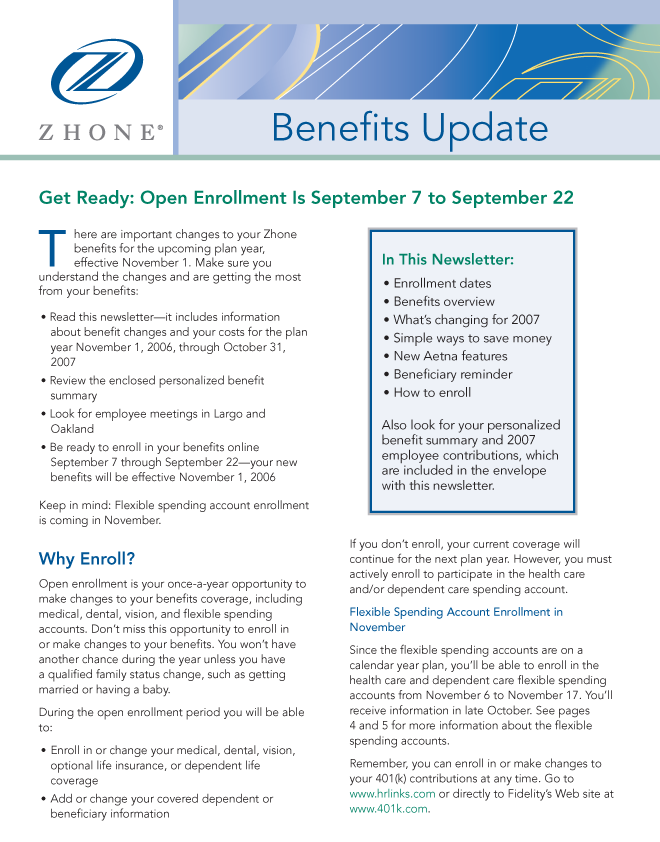 ZHONE®
Benefits Update
Get Ready: Open Enrollment Is September 7 to September 22
There are important changes to your Zhone
benefits for the upcoming plan year,
effective November 1. Make sure you
understand the changes and are getting the most
from your benefits:
• Read this newsletter—it includes information
about benefit changes and your costs for the plan
year November 1, 2006, through October 31,
2007
• Review the enclosed personalized benefit
summary
• Look for employee meetings in Largo and
Oakland
• Be ready to enroll in your benefits online
September 7 through September 22—your new
benefits will be effective November 1, 2006
Keep in mind: Flexible spending account enrollment
is coming in November.
Why Enroll?
Open enrollment is your once-a-year opportunity to
make changes to your benefits coverage, including
medical, dental, vision, and flexible spending
accounts. Don't miss this opportunity to enroll in
or make changes to your benefits. You won't have
another chance during the year unless you have
a qualified family status change, such as getting
married or having a baby.
During the open enrollment period you will be able
to:
• Enroll in or change your medical, dental, vision,
optional life insurance, or dependent life
coverage
• Add or change your covered dependent or
beneficiary information
In This Newsletter:
• Enrollment dates
• Benefits overview
• What's changing for 2007
• Simple ways to save money
• New Aetna features
• Beneficiary reminder
• How to enroll
Also look for your personalized
benefit summary and 2007
employee contributions, which
are included in the envelope
with this newsletter.
If you don't enroll, your current coverage will
continue for the next plan year. However, you must
actively enroll to participate in the health care
and/or dependent care spending account.
Flexible Spending Account Enrollment in
November
Since the flexible spending accounts are on a
calendar year plan, you'll be able to enroll in the
health care and dependent care flexible spending
accounts from November 6 to November 17. You'll
receive information in late October. See pages
4 and 5 for more information about the flexible
spending accounts.
Remember, you can enroll in or make changes to
your 401(k) contributions at any time. Go to
www.hrlinks.com or directly to Fidelity's Web site at
www.401k.com.